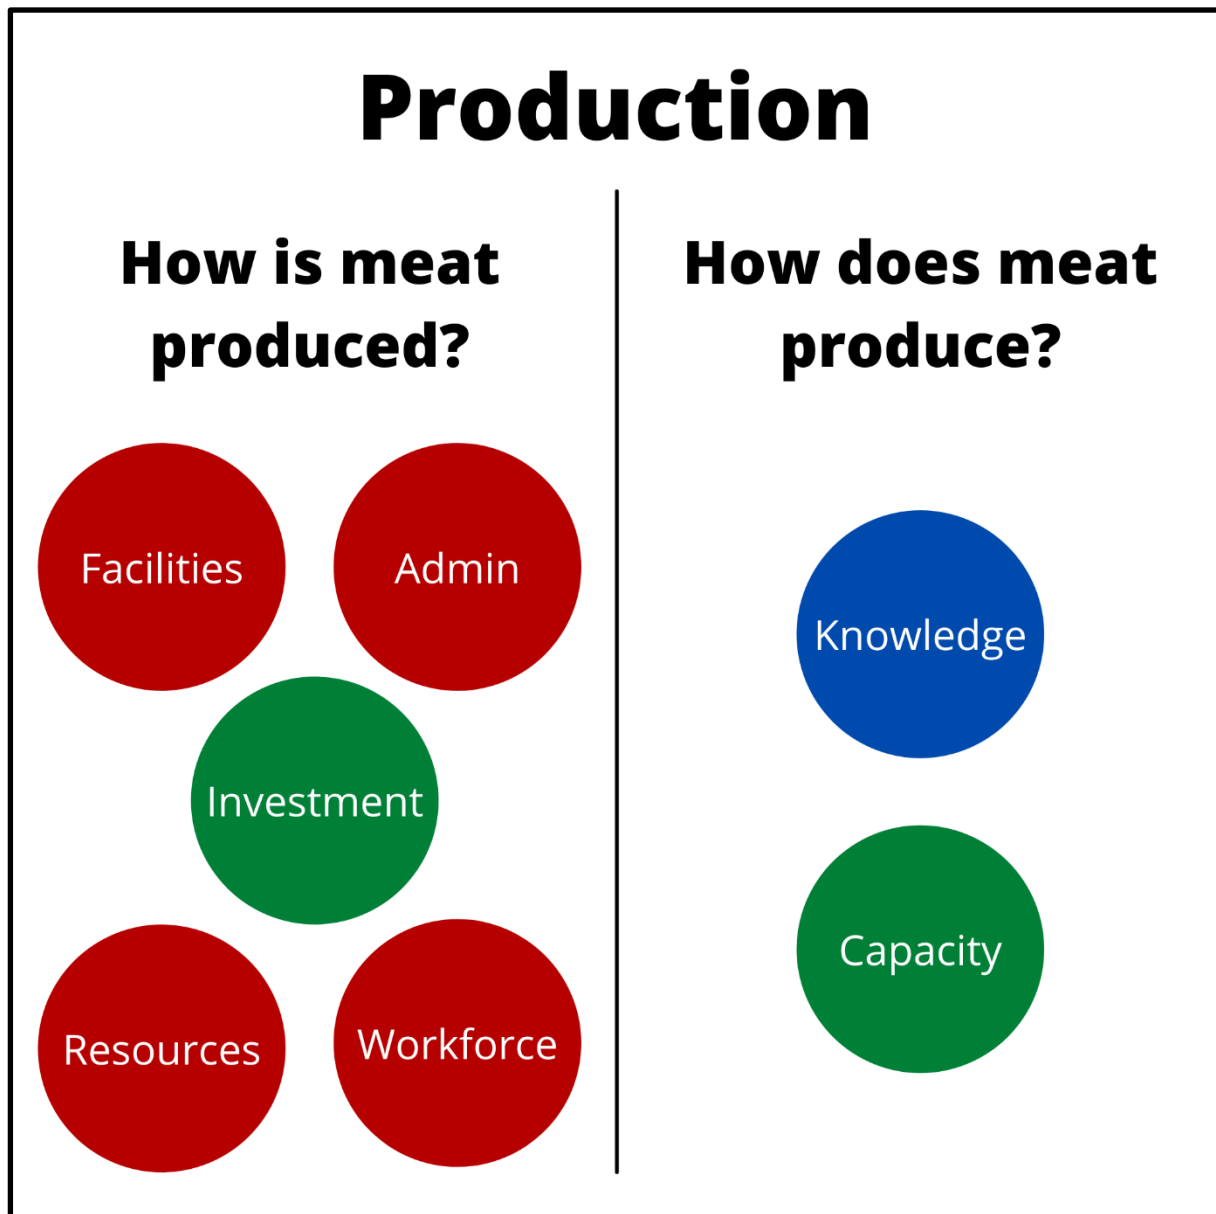 Production
How is meat
produced?
Facilities
Admin
Investment
Resources
Workforce
How does meat
produce?
Knowledge
Capacity